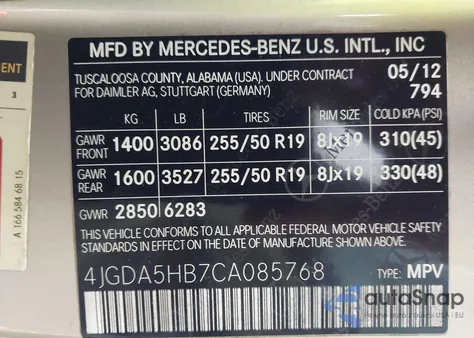 MFD BY MERCEDES-BENZ U.S. INTL., INC
TUSCALOOSA COUNTY, ALABAMA (USA). UNDER CONTRACT 05/12
FOR DAIMLER AG, STUTTGART (GERMANY) 794
KG LB TIRES RIM SIZE COLD KPA (PSI)
GAWR FRONT 1400 3086 255/50 R19 8Jx19 310(45)
GAWR REAR 1600 3527 255/50 R19 8Jx19 330(48)
GVWR 2850 6283
THIS VEHICLE CONFORMS TO ALL APPLICABLE FEDERAL MOTOR VEHICLE SAFETY
STANDARDS IN EFFECT ON THE DATE OF MANUFACTURE SHOWN ABOVE.
4JGDA5HB7CA085768 TYPE: MPV
3
A 166 584 68 15
autoSnap